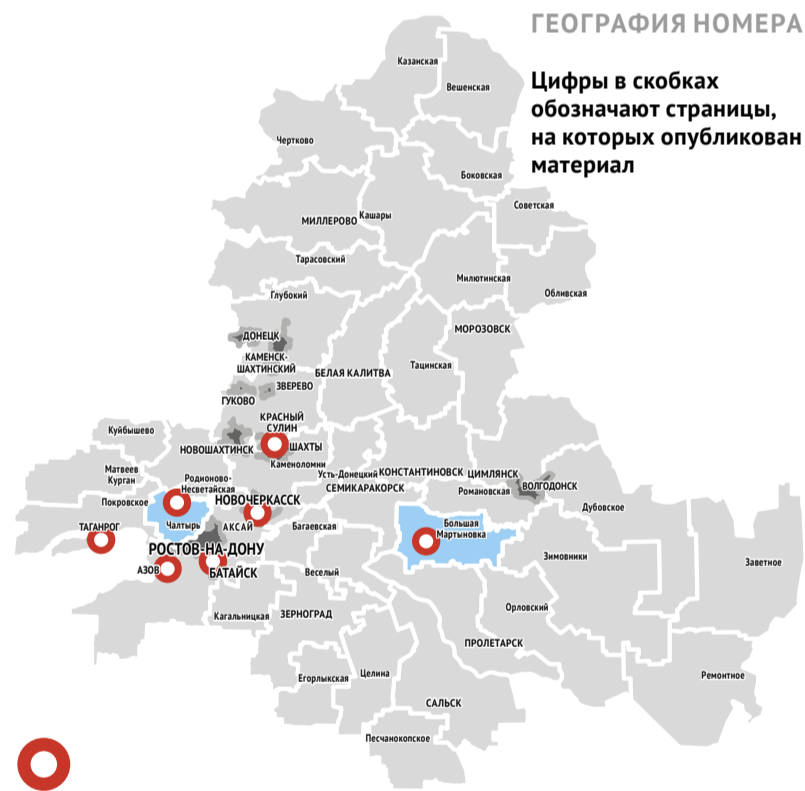 ГЕОГРАФИЯ НОМЕРА
Цифры в скобках
обозначают страницы,
на которых опубликован
материал
Казанская
Вешенская
Чертково
Боковская
Советская
Кашары
МИЛЛЕРОВО
Тарасовский
Милютинская
Обливская
Глубокий
МОРОЗОВСК
ДОНЕЦК
КАМЕНСК-
ШАХТИНСКИЙ
Тацинская
БЕЛАЯ КАЛИТВА
ЗВЕРЕВО
ГУКОВО
КРАСНЫЙ
СУЛИН
Куйбышево
НОВОШАХТИНСК
ШАХТЫ
Каменоломни
Матвеев
Курган
Родионово-
Несветайская
Усть-Донецкий
КОНСТАНТИНОВСК
ЦИМЛЯНСК
СЕМИКАРАКОРСК
Романовская
ВОЛГОДОНСК
Покровское
НОВОЧЕРКАССК
Дубовское
ТАГАНРОГ
Чалтырь
АКСАЙ
Багаевская
Большая
Мартыновка
РОСТОВ-НА-ДОНУ
Зимовники
Заветное
АЗОВ
БАТАЙСК
Веселый
Кагальницкая
ЗЕРНОГРАД
Орловский
ПРОЛЕТАРСК
Егорлыкская
Целина
Ремонтное
САЛЬСК
Песчанокопское